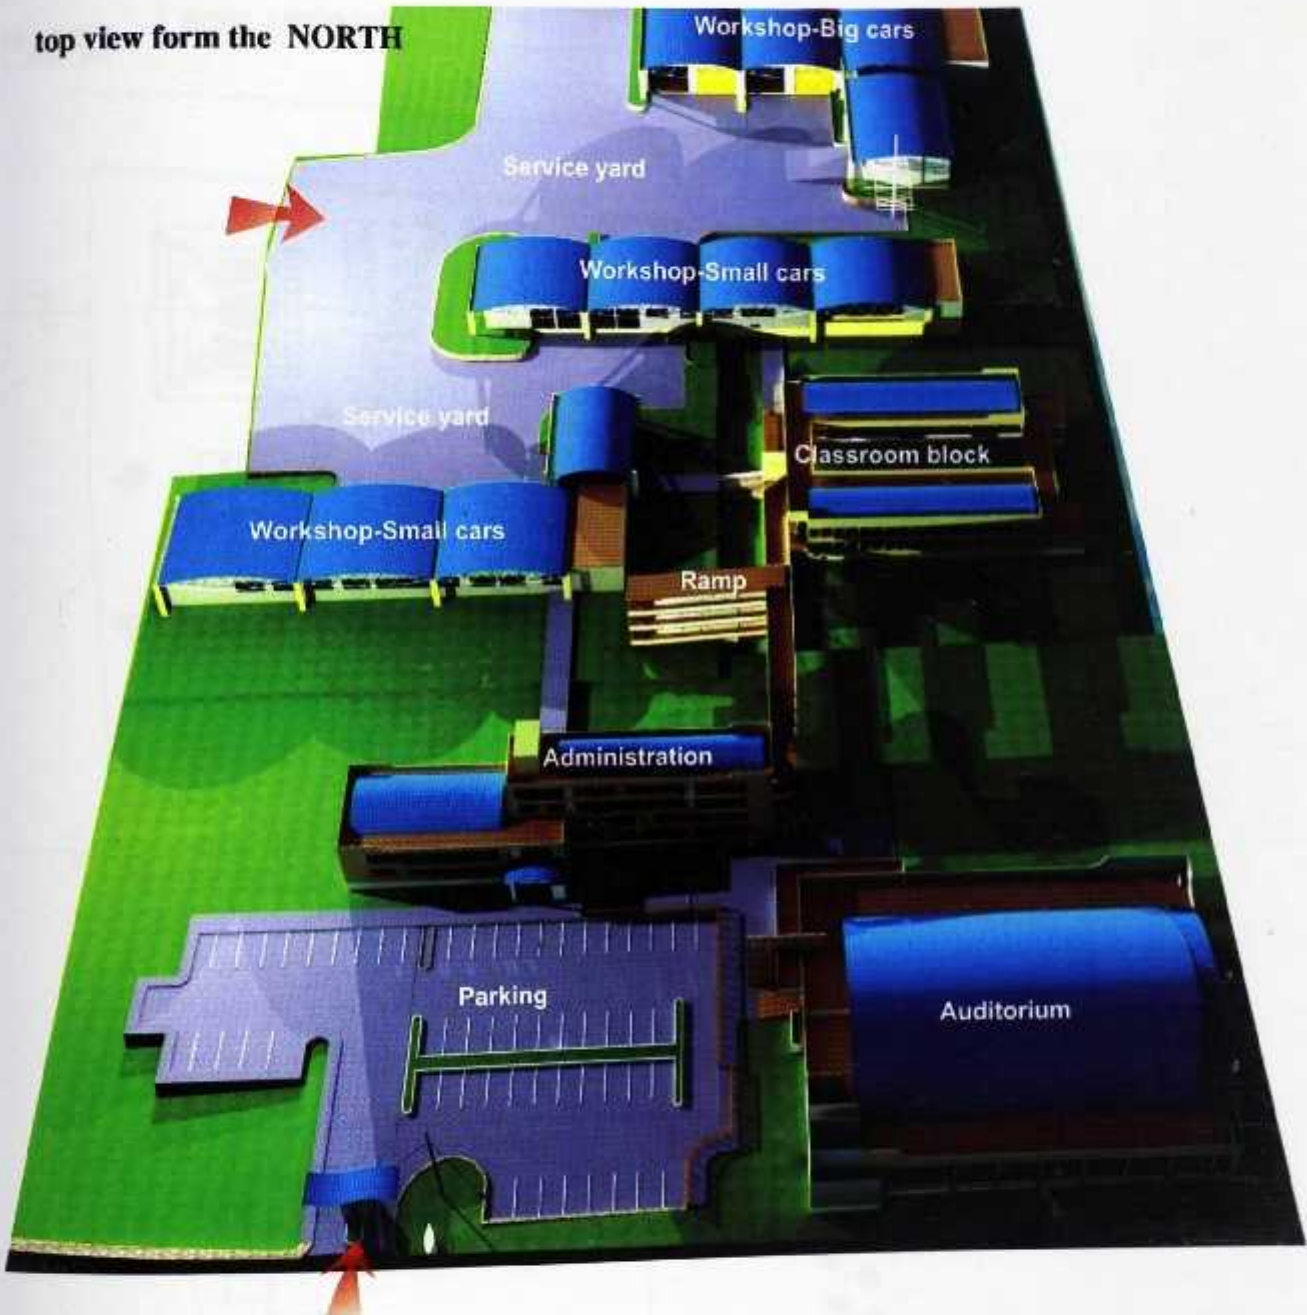 top view form the NORTH
Workshop-Big cars
Service yard
Workshop-Small cars
Service yard
Classroom block
Workshop-Small cars
Ramp
Administration
Parking
Auditorium